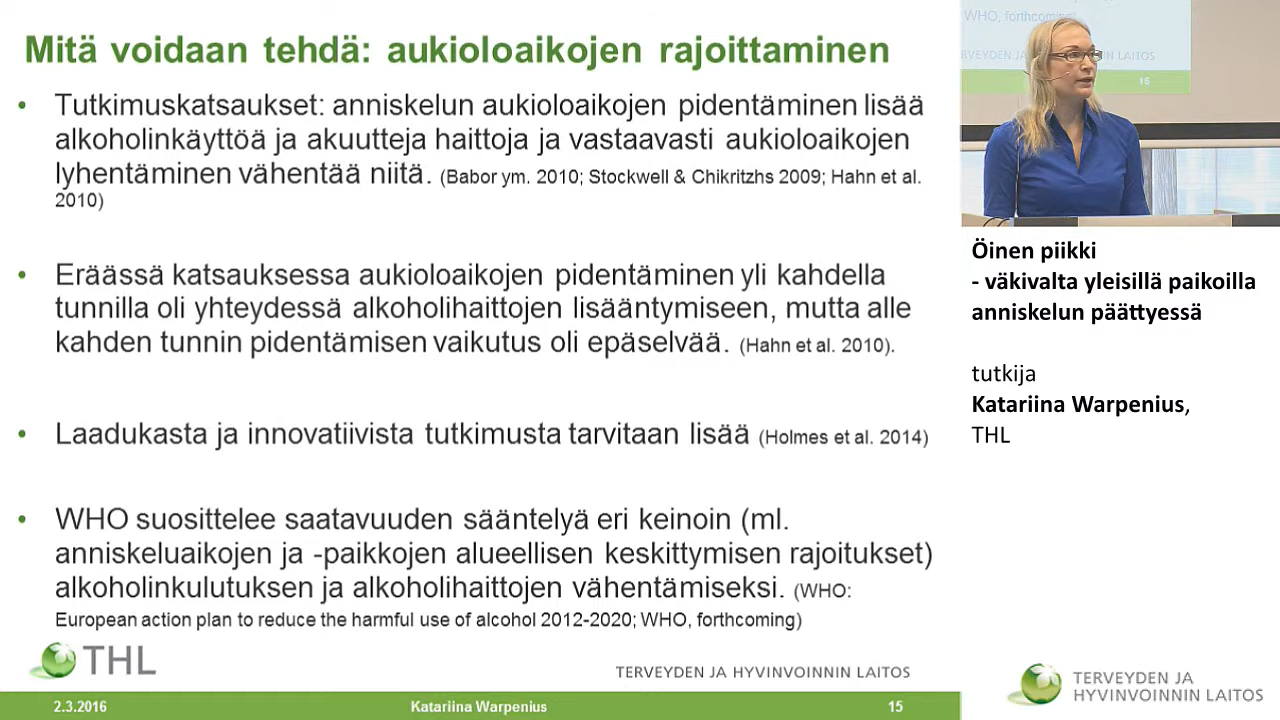 Mitä voidaan tehdä: aukioloaikojen rajoittaminen
• Tutkimuskatsaukset: anniskelun aukioloaikojen pidentäminen lisää
alkoholinkäyttöä ja akuutteja haittoja ja vastaavasti aukioloaikojen
lyhentäminen vähentää niitä. (Babor ym. 2010; Stockwell & Chikritzhs 2009; Hahn et al.
2010)
• Eräässä katsauksessa aukioloaikojen pidentäminen yli kahdella
tunnilla oli yhteydessä alkoholihaittojen lisääntymiseen, mutta alle
kahden tunnin pidentämisen vaikutus oli epäselvää. (Hahn et al. 2010).
• Laadukasta ja innovatiivista tutkimusta tarvitaan lisää (Holmes et al. 2014)
• WHO suosittelee saatavuuden sääntelyä eri keinoin (ml.
anniskeluaikojen ja -paikkojen alueellisen keskittymisen rajoitukset)
alkoholinkulutuksen ja alkoholihaittojen vähentämiseksi. (WHO:
European action plan to reduce the harmful use of alcohol 2012-2020; WHO, forthcoming)
THL
TERVEYDEN JA HYVINVOINNIN LAITOS
2.3.2016 Katariina Warpenius 15
WHO, forthcoming)
16
Öinen piikki
- väkivalta yleisillä paikoilla
anniskelun päättyessä
tutkija
Katariina Warpenius,
THL
TERVEYDEN JA
HYVINVOINNIN LAITOS